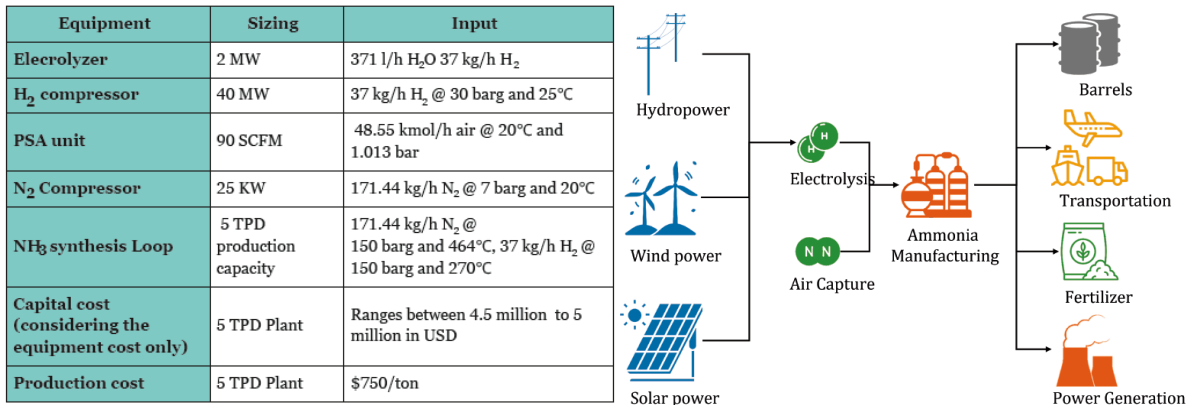 Equipment Sizing Input
Elecrolyzer 2 MW 371 l/h H₂O 37 kg/h H₂
H₂ compressor 40 MW 37 kg/h H₂ @ 30 barg and 25°C
PSA unit 90 SCFM 48.55 kmol/h air @ 20°C and
1.013 bar
N₂ Compressor 25 KW 171.44 kg/h N₂ @ 7 barg and 20°C
NH3 synthesis Loop
5 TPD
production
capacity
171.44 kg/h N₂ @
150 barg and 464°C, 37 kg/h H₂ @
150 barg and 270°C
Capital cost
(considering the
equipment cost only)
5 TPD Plant
Ranges between 4.5 million to 5
million in USD
Production cost 5 TPD Plant $750/ton
Hydropower
Wind power
Solar power
H
H
Electrolysis
N N
Air Capture
Ammonia
Manufacturing
Barrels
Transportation
Fertilizer
Power Generation